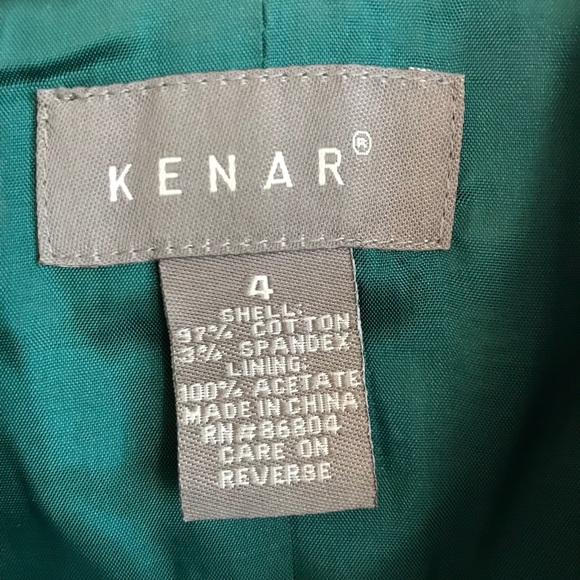 KENAR®
4
SHELL:
97% COTTON
3% SPANDEX
LINING:
100% ACETATE
MADE IN CHINA
RN#86804
CARE ON
REVERSE